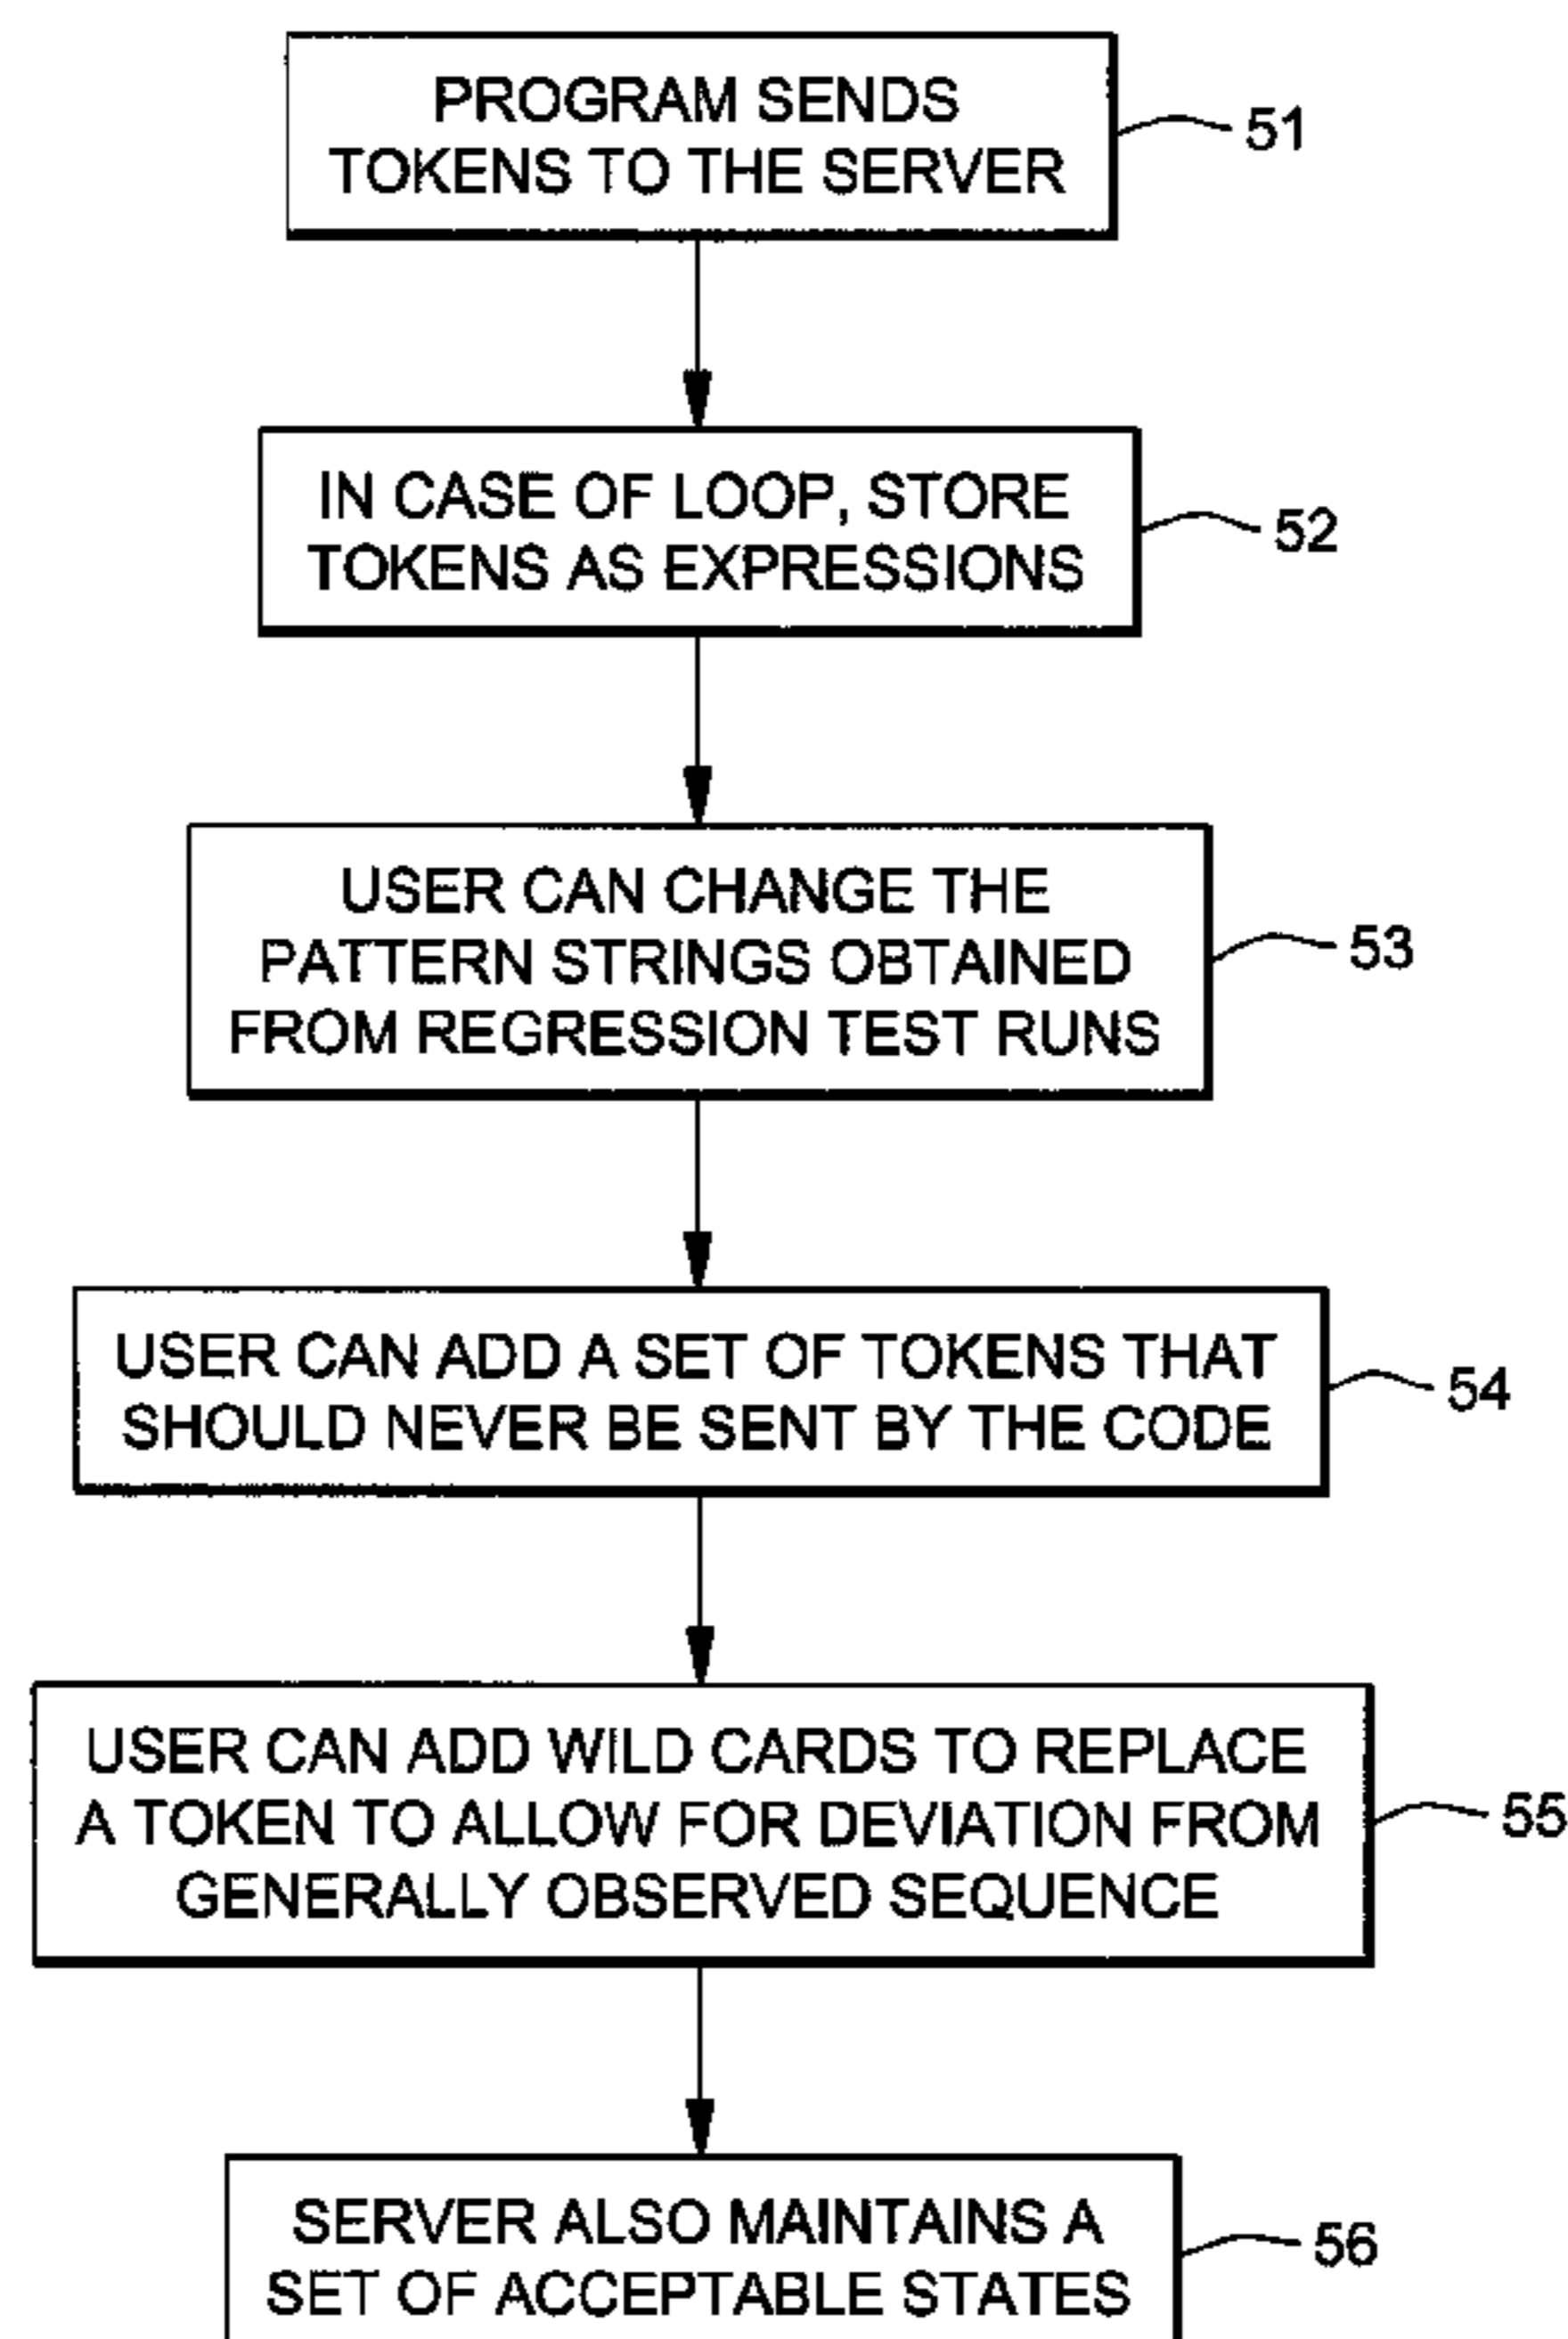 PROGRAM SENDS
TOKENS TO THE SERVER
51
IN CASE OF LOOP, STORE
TOKENS AS EXPRESSIONS
52
USER CAN CHANGE THE
PATTERN STRINGS OBTAINED
FROM REGRESSION TEST RUNS
53
USER CAN ADD A SET OF TOKENS THAT
SHOULD NEVER BE SENT BY THE CODE
54
USER CAN ADD WILD CARDS TO REPLACE
A TOKEN TO ALLOW FOR DEVIATION FROM
GENERALLY OBSERVED SEQUENCE
55
SERVER ALSO MAINTAINS A
SET OF ACCEPTABLE STATES
56